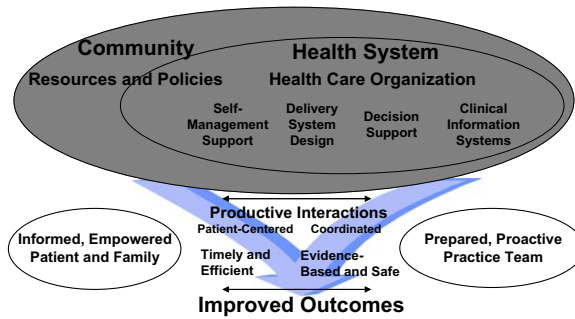 Community
Health System
Resources and Policies
Health Care Organization
Self-
Management
Support
Delivery
System
Design
Decision
Support
Clinical
Information
Systems
Informed, Empowered
Patient and Family
Productive Interactions
Patient-Centered
Coordinated
Timely and
Efficient
Evidence-
Based and Safe
Prepared, Proactive
Practice Team
Improved Outcomes